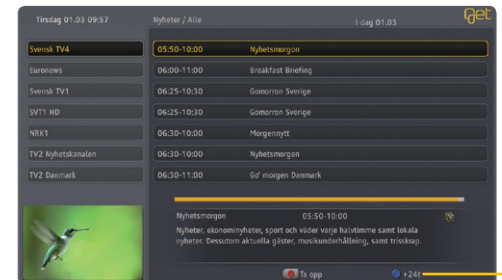 Tirsdag 01.03 09:57 Nyheter / Alle I dag 01.03 get
Svensk TV4 05:50-10:00 Nyhetsmorgon
Euronews 06:00-11:00 Breakfast Briefing
Svensk TV1 06:25-10:30 Gomorron Sverige
SVT1 HD 06:25-10:30 Gomorron Sverige
NRK1 06:30-10:00 Morgennytt
TV2 Nyhetskanalen 06:30-10:00 Nyhetsmorgen
TV2 Danmark 06:30-11:00 Go' morgen Danmark
Nyhetsmorgon 05:50-10:00
Nyheter, ekonominyheter, sport och väder varje halvtimme samt lokala
nyheter. Dessutom aktuella gäster, musikunderhållning, samt trisskrap.
Ta opp +24t